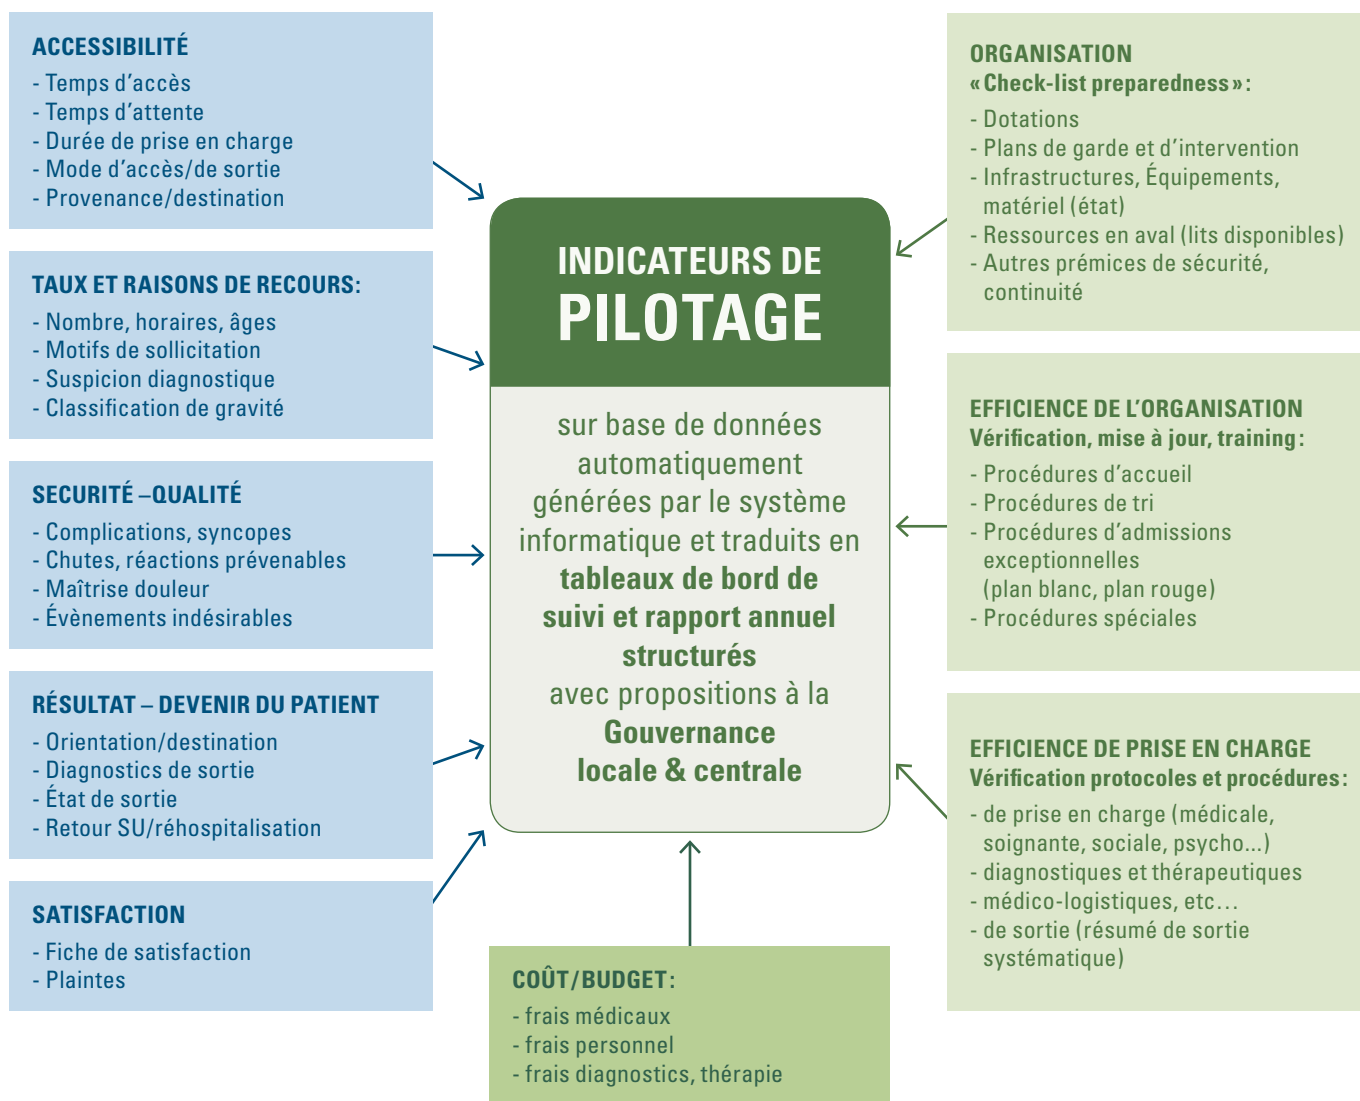 ACCESSIBILITÉ
- Temps d'accès
- Temps d'attente
- Durée de prise en charge
- Mode d'accès/de sortie
- Provenance/destination
TAUX ET RAISONS DE RECOURS:
- Nombre, horaires, âges
- Motifs de sollicitation
- Suspicion diagnostique
- Classification de gravité
SECURITÉ –QUALITÉ
- Complications, syncopes
- Chutes, réactions prévenables
- Maîtrise douleur
- Évènements indésirables
RÉSULTAT – DEVENIR DU PATIENT
- Orientation/destination
- Diagnostics de sortie
- État de sortie
- Retour SU/réhospitalisation
SATISFACTION
- Fiche de satisfaction
- Plaintes
INDICATEURS DE
PILOTAGE
sur base de données
automatiquement
générées par le système
informatique et traduits en
tableaux de bord de
suivi et rapport annuel
structurés
avec propositions à la
Gouvernance
locale & centrale
COÛT/BUDGET:
- frais médicaux
- frais personnel
- frais diagnostics, thérapie
ORGANISATION
«Check-list preparedness»:
- Dotations
- Plans de garde et d'intervention
- Infrastructures, Équipements,
matériel (état)
- Ressources en aval (lits disponibles)
- Autres prémices de sécurité,
continuité
EFFICIENCE DE L'ORGANISATION
Vérification, mise à jour, training:
- Procédures d'accueil
- Procédures de tri
- Procédures d'admissions
exceptionnelles
(plan blanc, plan rouge)
- Procédures spéciales
EFFICIENCE DE PRISE EN CHARGE
Vérification protocoles et procédures:
- de prise en charge (médicale,
soignante, sociale, psycho...)
- diagnostiques et thérapeutiques
- médico-logistiques, etc...
- de sortie (résumé de sortie
systématique)